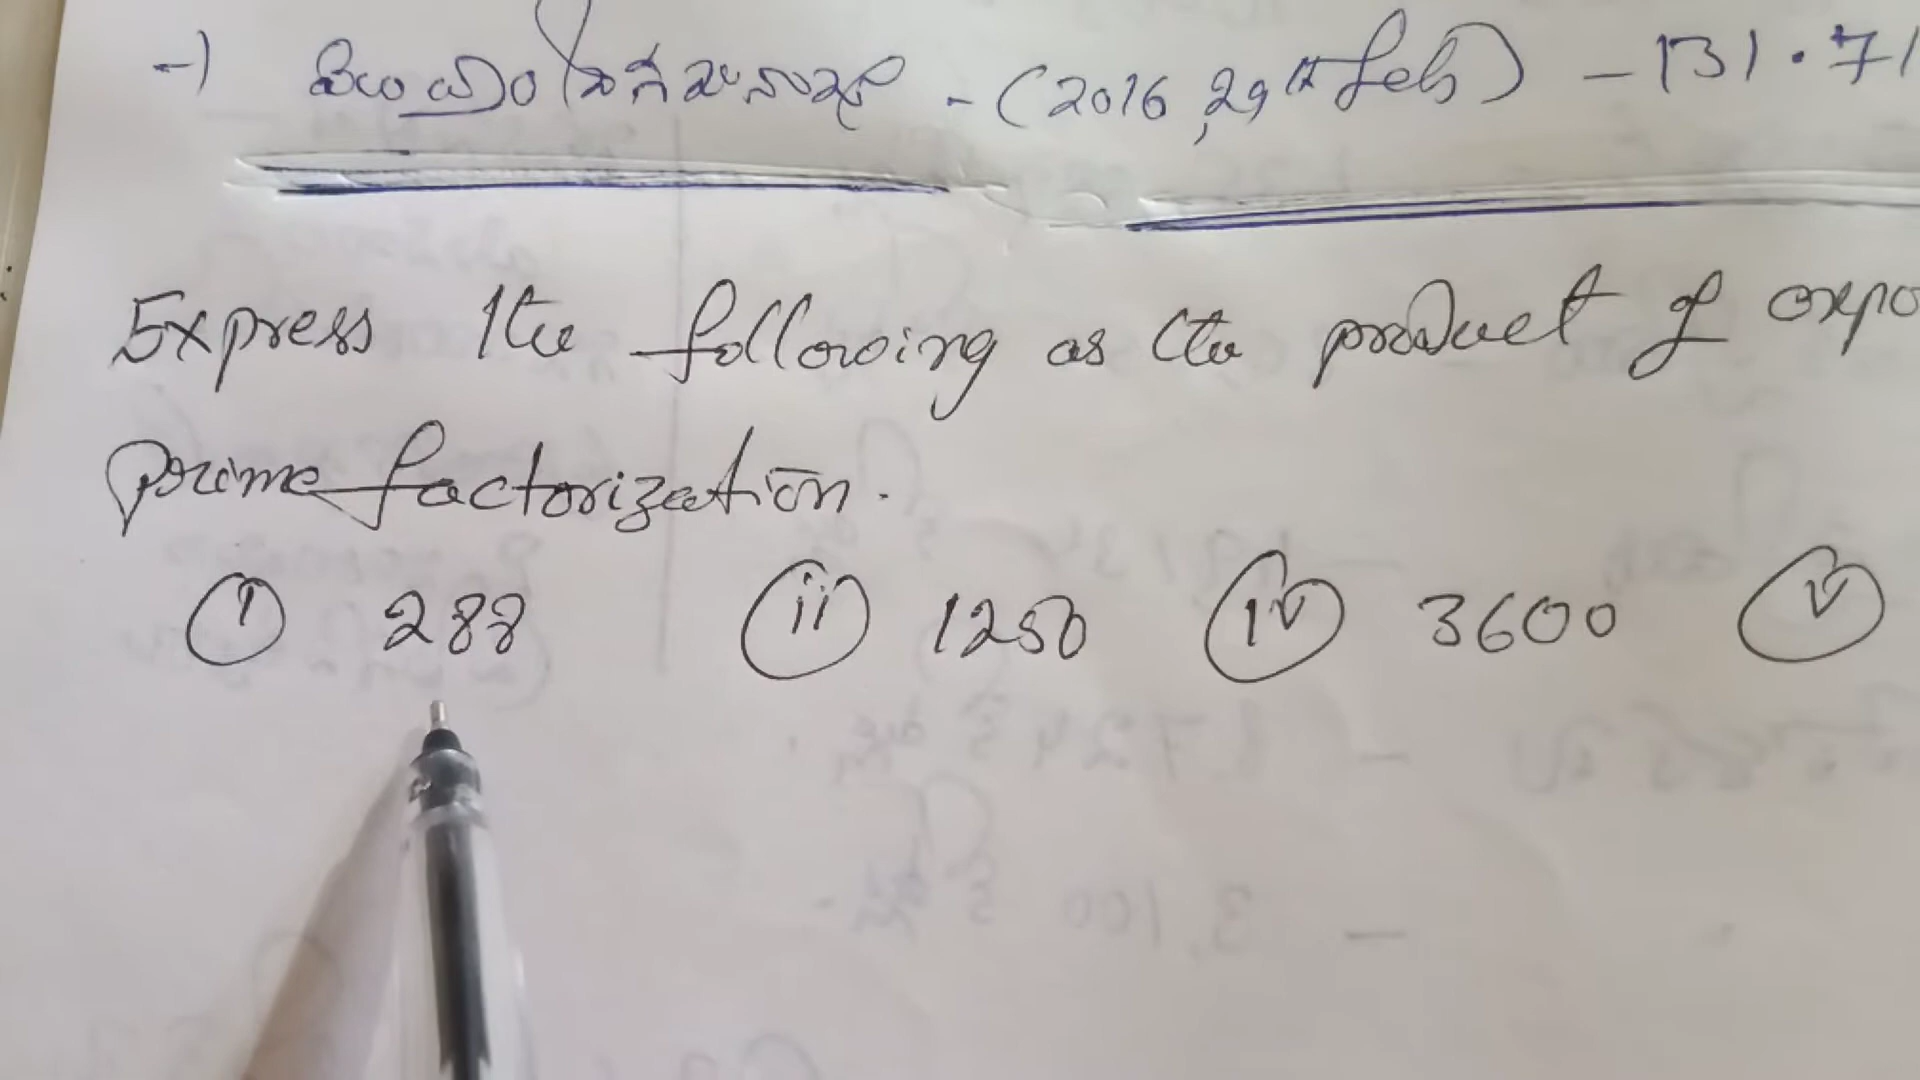 - (2016, 29th Feb) - 131.71
Express the following as the product of expo
prime factorization.
(i) 288 (ii) 1250 (iv) 3600 (v)